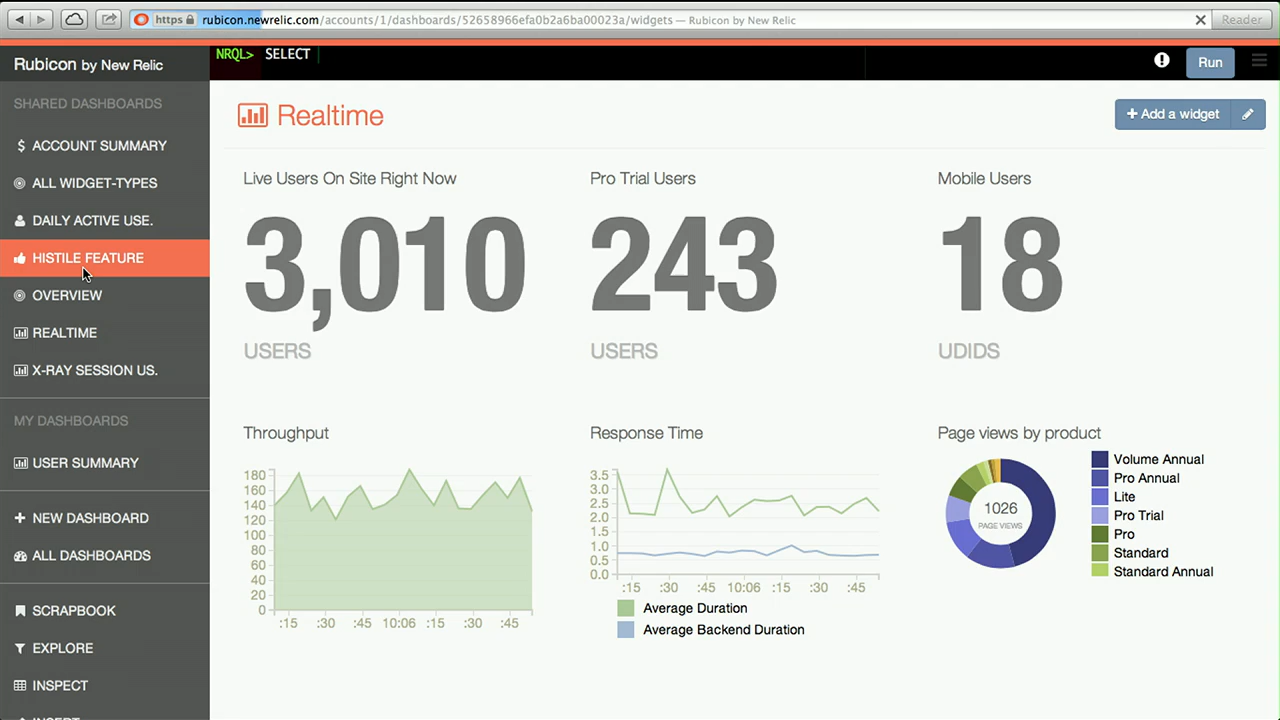 https rubicon.newrelic.com/accounts/1/dashboards/52658966efa0b2a6ba00023a/widgets — Rubicon by New Relic
Reader
Rubicon by New Relic
NRQL> SELECT
Run
SHARED DASHBOARDS
ACCOUNT SUMMARY
ALL WIDGET-TYPES
DAILY ACTIVE USE.
HISTILE FEATURE
OVERVIEW
REALTIME
X-RAY SESSION US.
MY DASHBOARDS
USER SUMMARY
NEW DASHBOARD
ALL DASHBOARDS
SCRAPBOOK
EXPLORE
INSPECT
Realtime
+ Add a widget
Live Users On Site Right Now
3,010
USERS
Pro Trial Users
243
USERS
Mobile Users
18
UDIDS
Throughput
180
160
140
120
100
80
60
40
20
0
:15 :30 :45 10:06 :15 :30 :45
Response Time
3.5
3.0
2.5
2.0
1.5
1.0
0.5
0.0
:15 :30 :45 10:06 :15 :30 :45
Average Duration
Average Backend Duration
Page views by product
1026
PAGE VIEWS
Volume Annual
Pro Annual
Lite
Pro Trial
Pro
Standard
Standard Annual